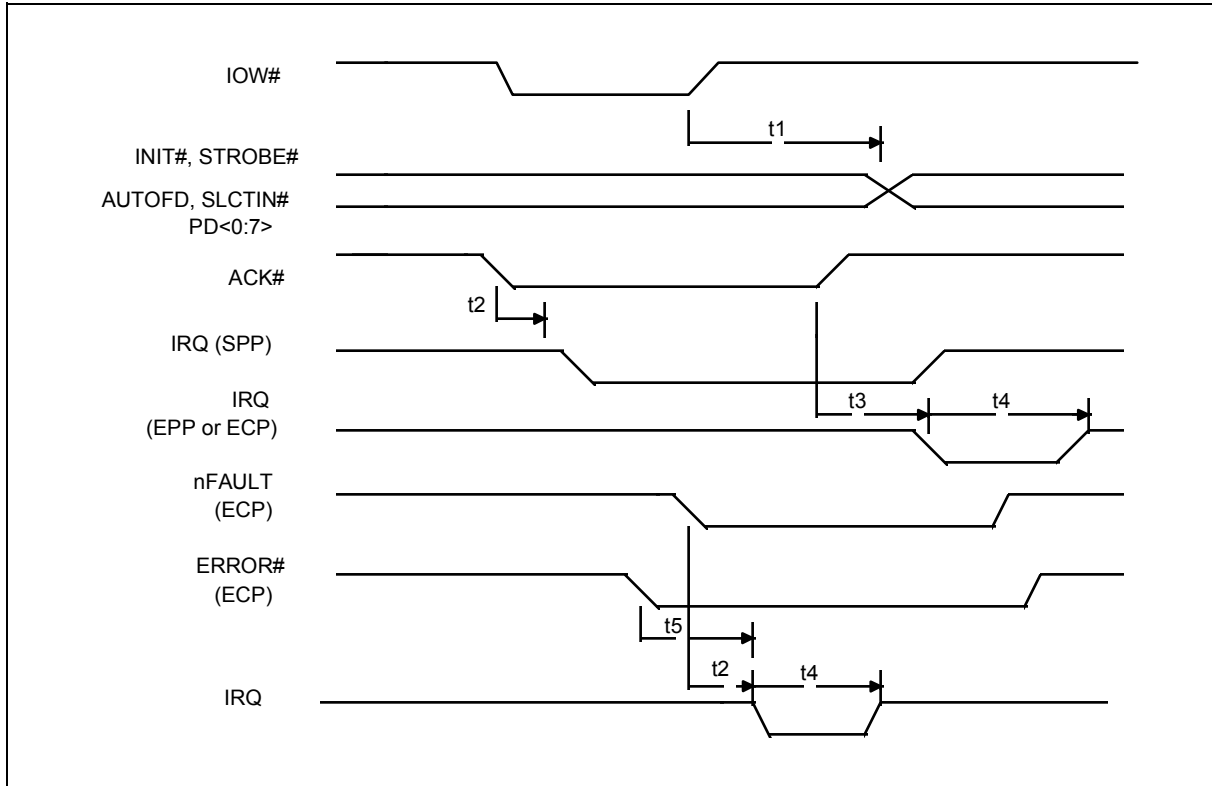 IOW#
t1
INIT#, STROBE#
AUTOFD, SLCTIN#
PD<0:7>
ACK#
t2
IRQ (SPP)
IRQ
(EPP or ECP)
t3
t4
nFAULT
(ECP)
ERROR#
(ECP)
t5
t2
t4
IRQ